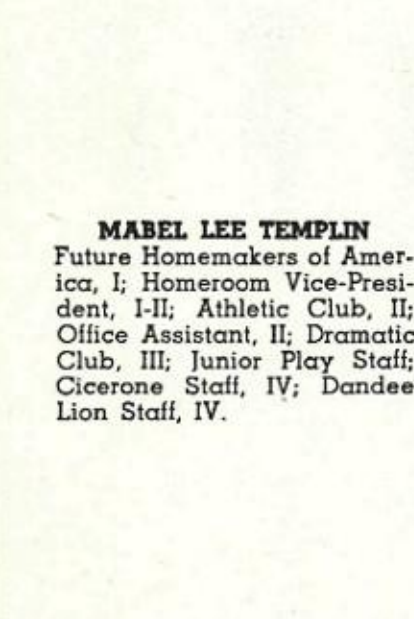 MABEL LEE TEMPLIN
Future Homemakers of Amer-
ica, I; Homeroom Vice-Presi-
dent, I-II; Athletic Club, II;
Office Assistant, II; Dramatic
Club, III; Junior Play Staff;
Cicerone Staff, IV; Dandee
Lion Staff, IV.